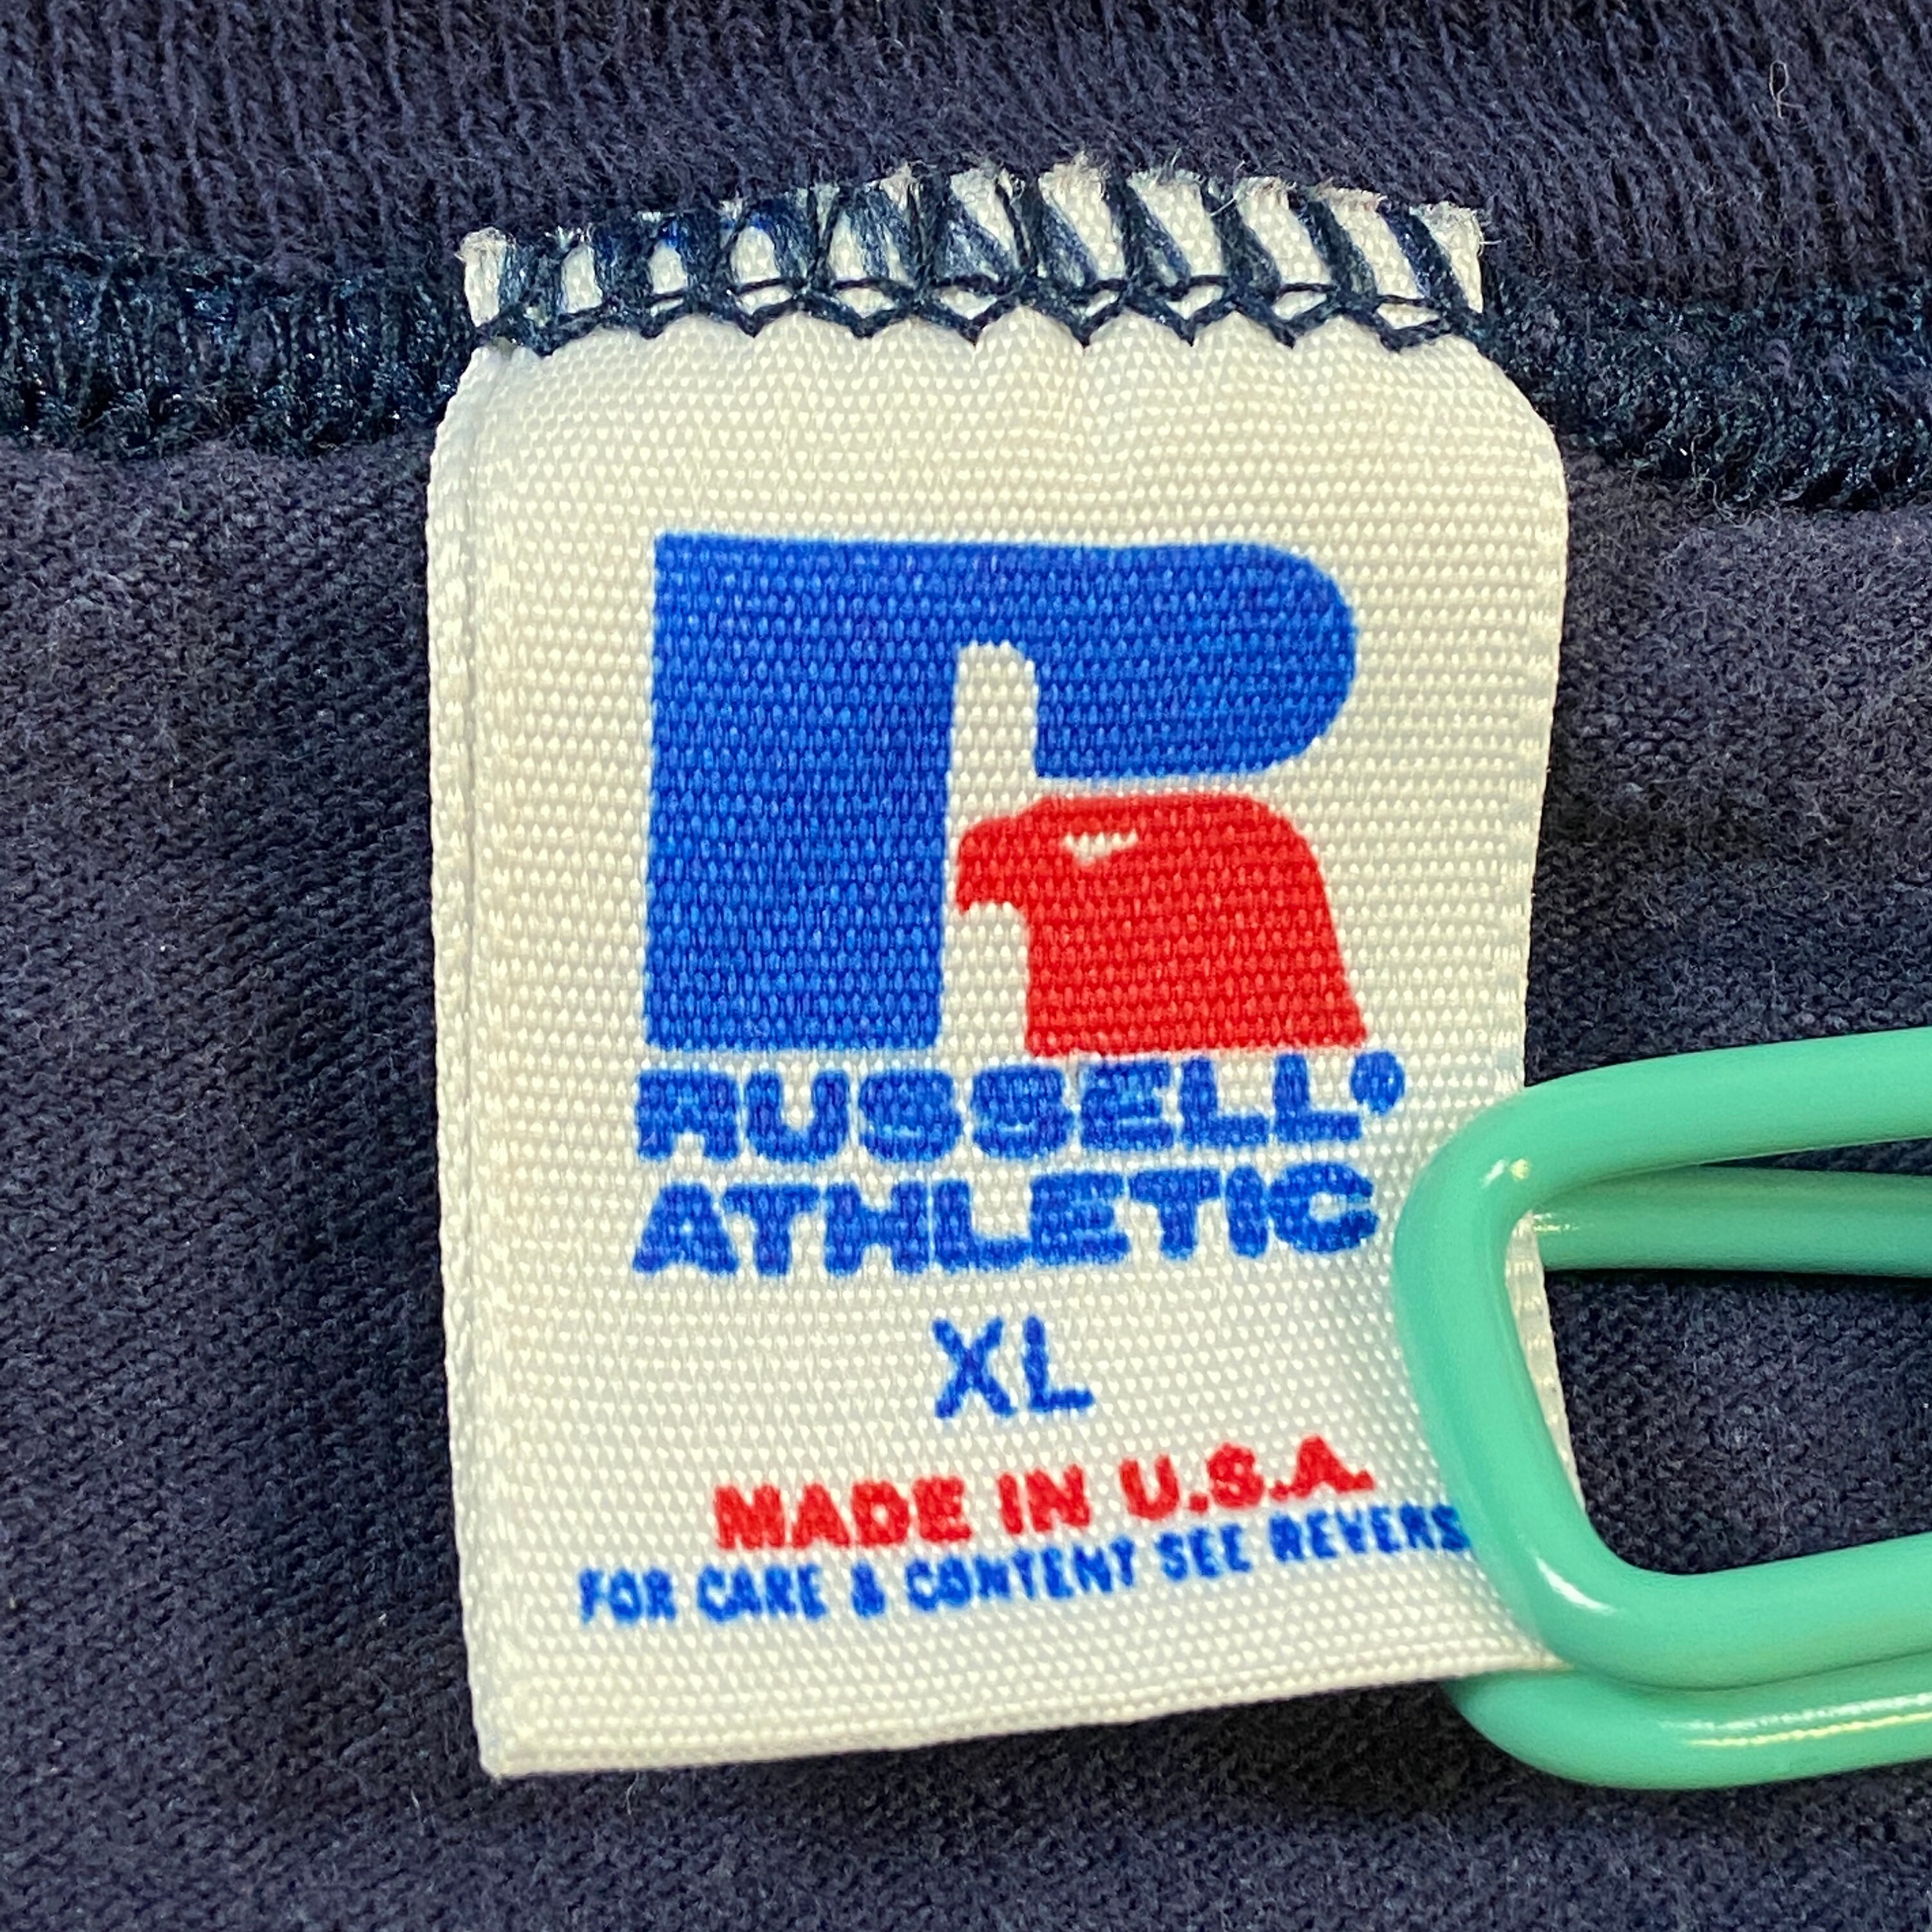 RUSSELL®
ATHLETIC
XL
MADE IN U.S.A.
FOR CARE & CONTENT SEE REVERS